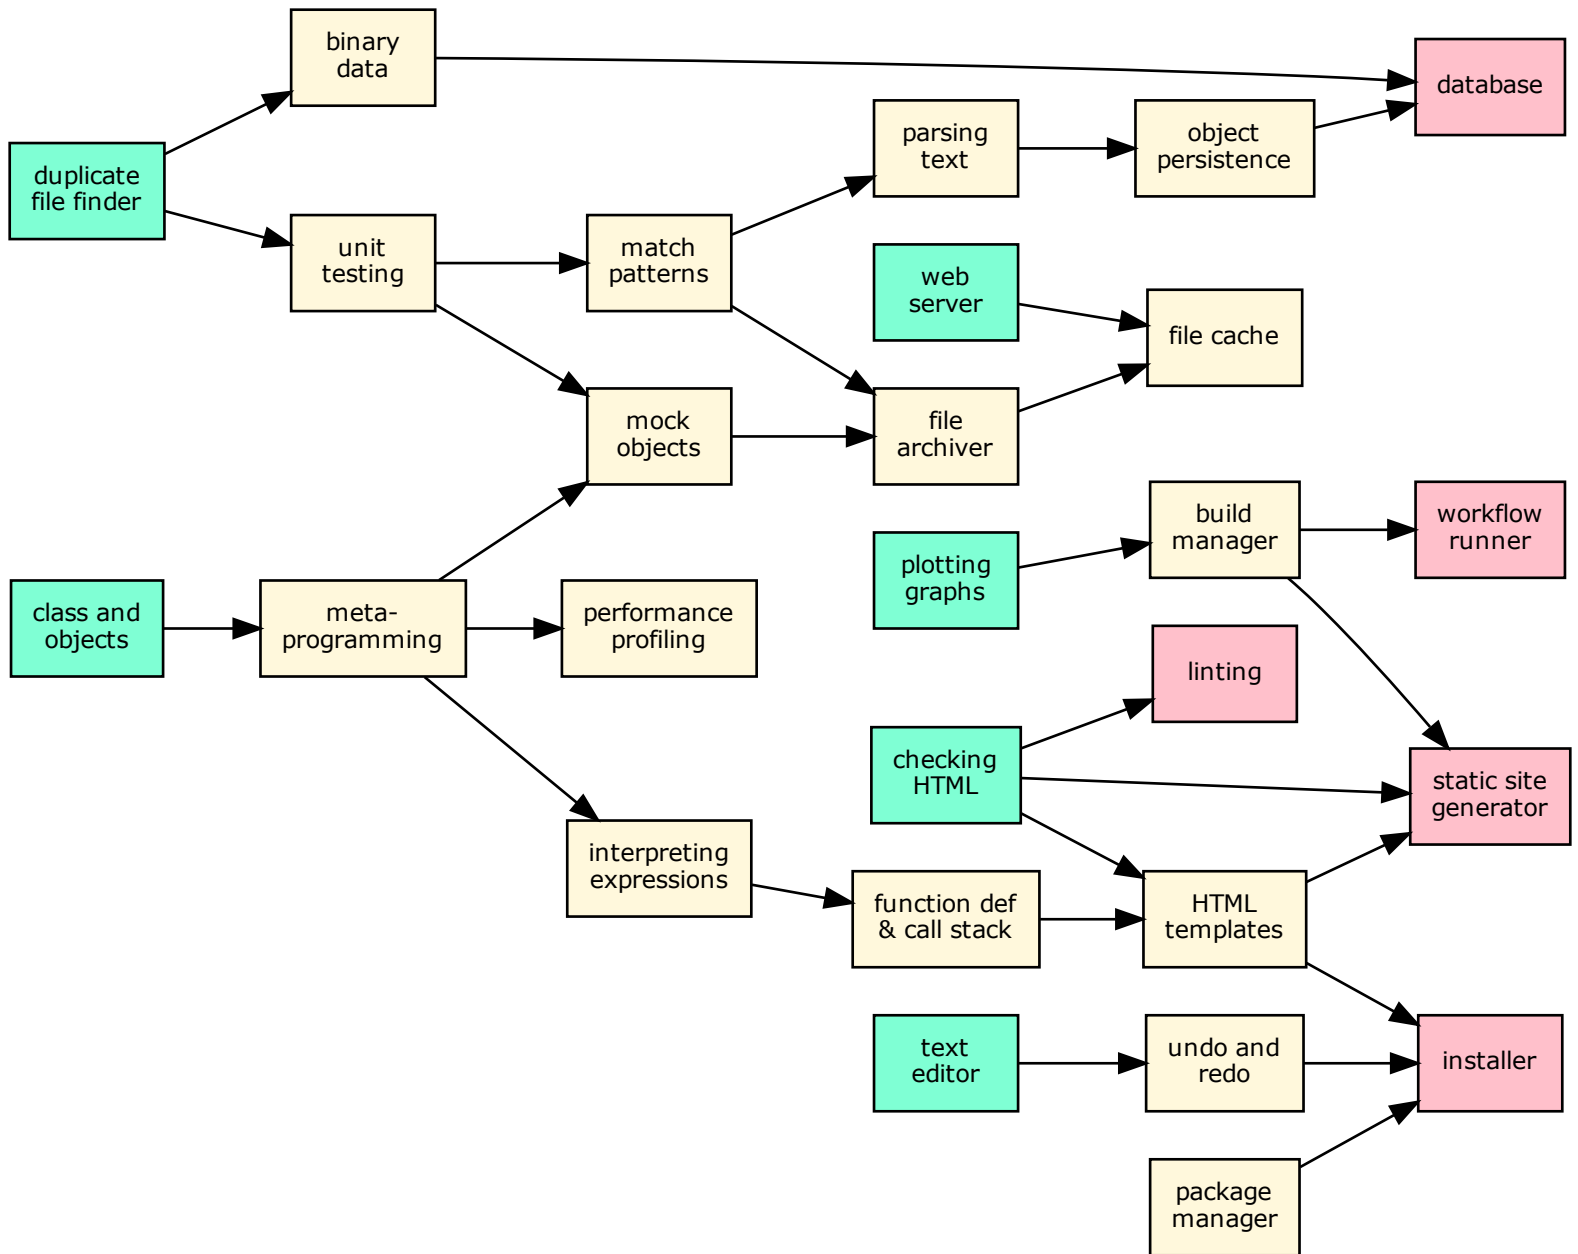 binary
data
database
parsing
text
object
persistence
duplicate
file finder
unit
testing
match
patterns
web
server
file cache
mock
objects
file
archiver
build
manager
workflow
runner
plotting
graphs
class and
objects
meta-
programming
performance
profiling
linting
checking
HTML
static site
generator
interpreting
expressions
function def
& call stack
HTML
templates
text
editor
undo and
redo
installer
package
manager